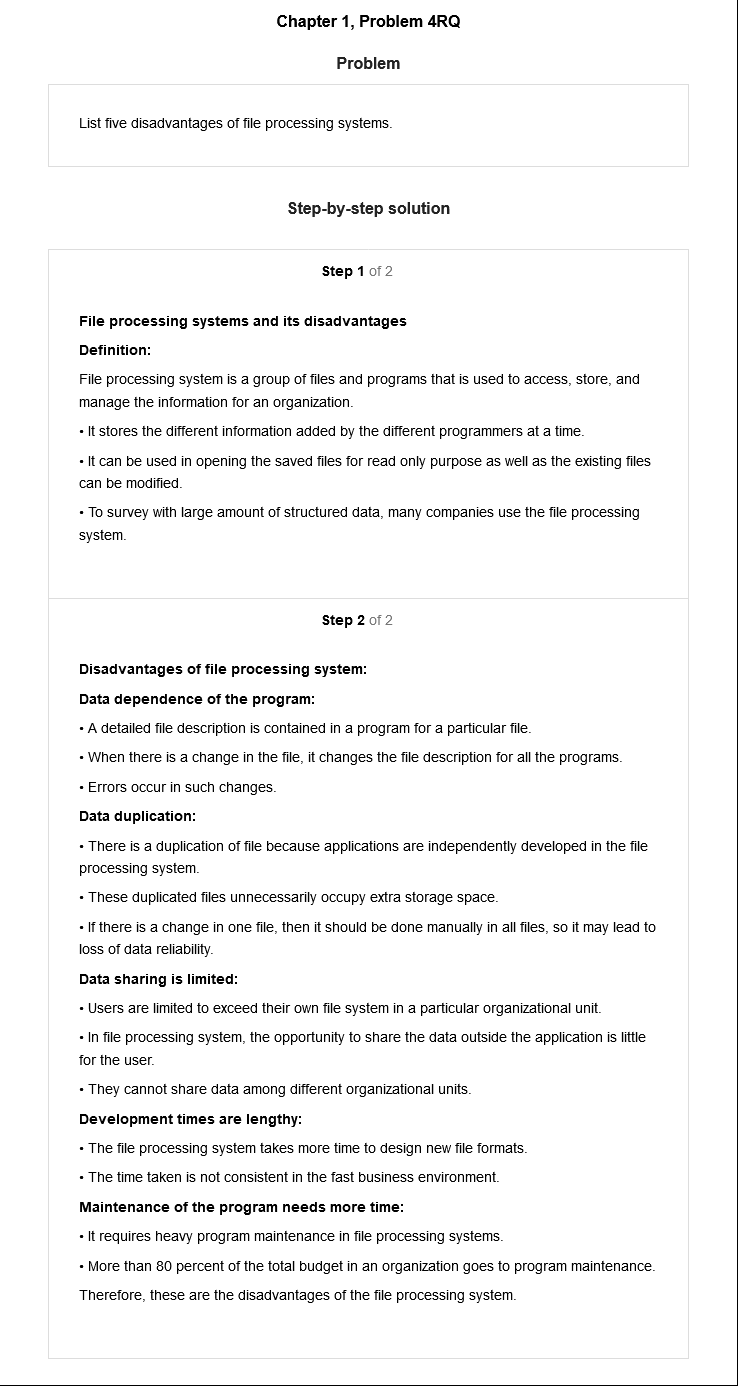 Chapter 1, Problem 4RQ
Problem
List five disadvantages of file processing systems.
Step-by-step solution
Step 1 of 2
File processing systems and its disadvantages
Definition:
File processing system is a group of files and programs that is used to access, store, and
manage the information for an organization.
• It stores the different information added by the different programmers at a time.
• It can be used in opening the saved files for read only purpose as well as the existing files
can be modified.
• To survey with large amount of structured data, many companies use the file processing
system.
Step 2 of 2
Disadvantages of file processing system:
Data dependence of the program:
• A detailed file description is contained in a program for a particular file.
• When there is a change in the file, it changes the file description for all the programs.
• Errors occur in such changes.
Data duplication:
• There is a duplication of file because applications are independently developed in the file
processing system.
• These duplicated files unnecessarily occupy extra storage space.
• If there is a change in one file, then it should be done manually in all files, so it may lead to
loss of data reliability.
Data sharing is limited:
• Users are limited to exceed their own file system in a particular organizational unit.
• In file processing system, the opportunity to share the data outside the application is little
for the user.
• They cannot share data among different organizational units.
Development times are lengthy:
• The file processing system takes more time to design new file formats.
• The time taken is not consistent in the fast business environment.
Maintenance of the program needs more time:
• It requires heavy program maintenance in file processing systems.
• More than 80 percent of the total budget in an organization goes to program maintenance.
Therefore, these are the disadvantages of the file processing system.